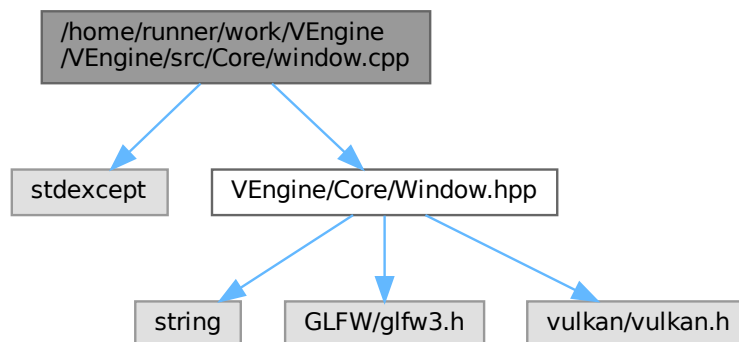 /home/runner/work/VEngine
/VEngine/src/Core/window.cpp
stdexcept
VEngine/Core/Window.hpp
string
GLFW/glfw3.h
vulkan/vulkan.h